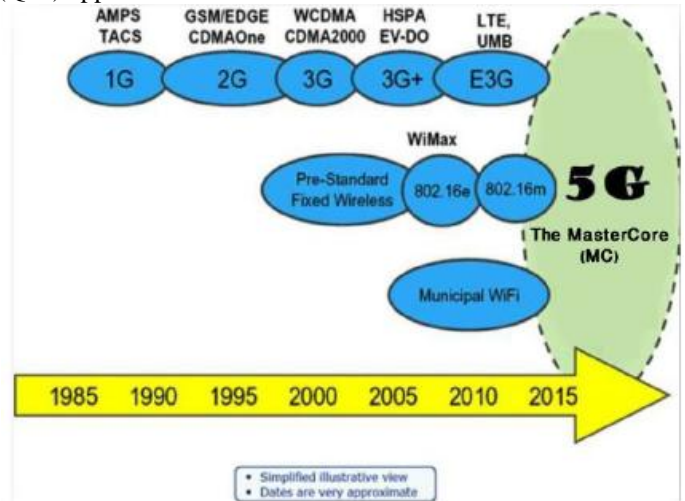 AMPS
TACS
GSM/EDGE
CDMAOne
WCDMA
CDMA2000
HSPA
EV-DO
LTE,
UMB
1G
2G
3G
3G+
E3G
WiMax
Pre-Standard
Fixed Wireless
802.16e
802.16m
5G
The MasterCore
(MC)
Municipal WiFi
1985 1990 1995 2000 2005 2010 2015
• Simplified illustrative view
• Dates are very approximate